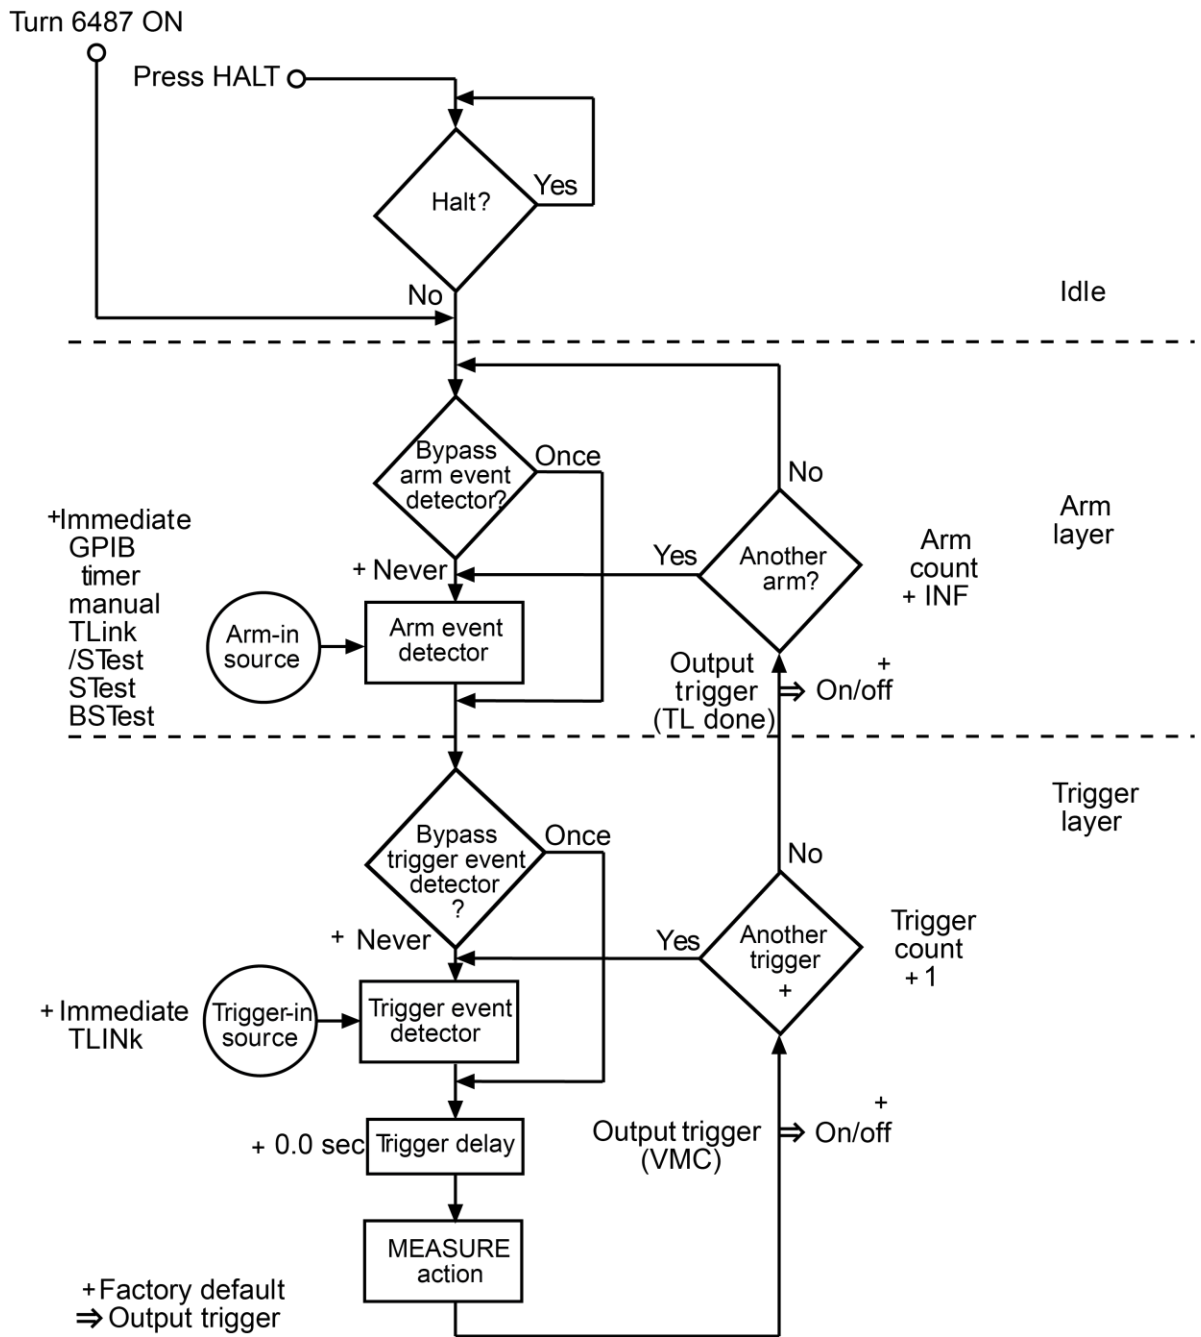 Turn 6487 ON
Press HALT
Halt?
Yes
No
Idle
Bypass
arm event
detector?
Once
+ Never
+Immediate
GPIB
timer
manual
TLink
/STest
STest
BSTest
Arm-in
source
Arm event
detector
No
Yes
Another
arm?
Arm
count
+ INF
Arm
layer
Output
trigger
(TL done)
+
⇒ On/off
Trigger
layer
Bypass
trigger event
detector
?
Once
+ Never
No
Yes
Another
trigger
+
Trigger
count
+ 1
+ Immediate
TLINk
Trigger-in
source
Trigger event
detector
+ 0.0 sec
Trigger delay
Output trigger
(VMC)
+
⇒ On/off
MEASURE
action
+Factory default
⇒ Output trigger